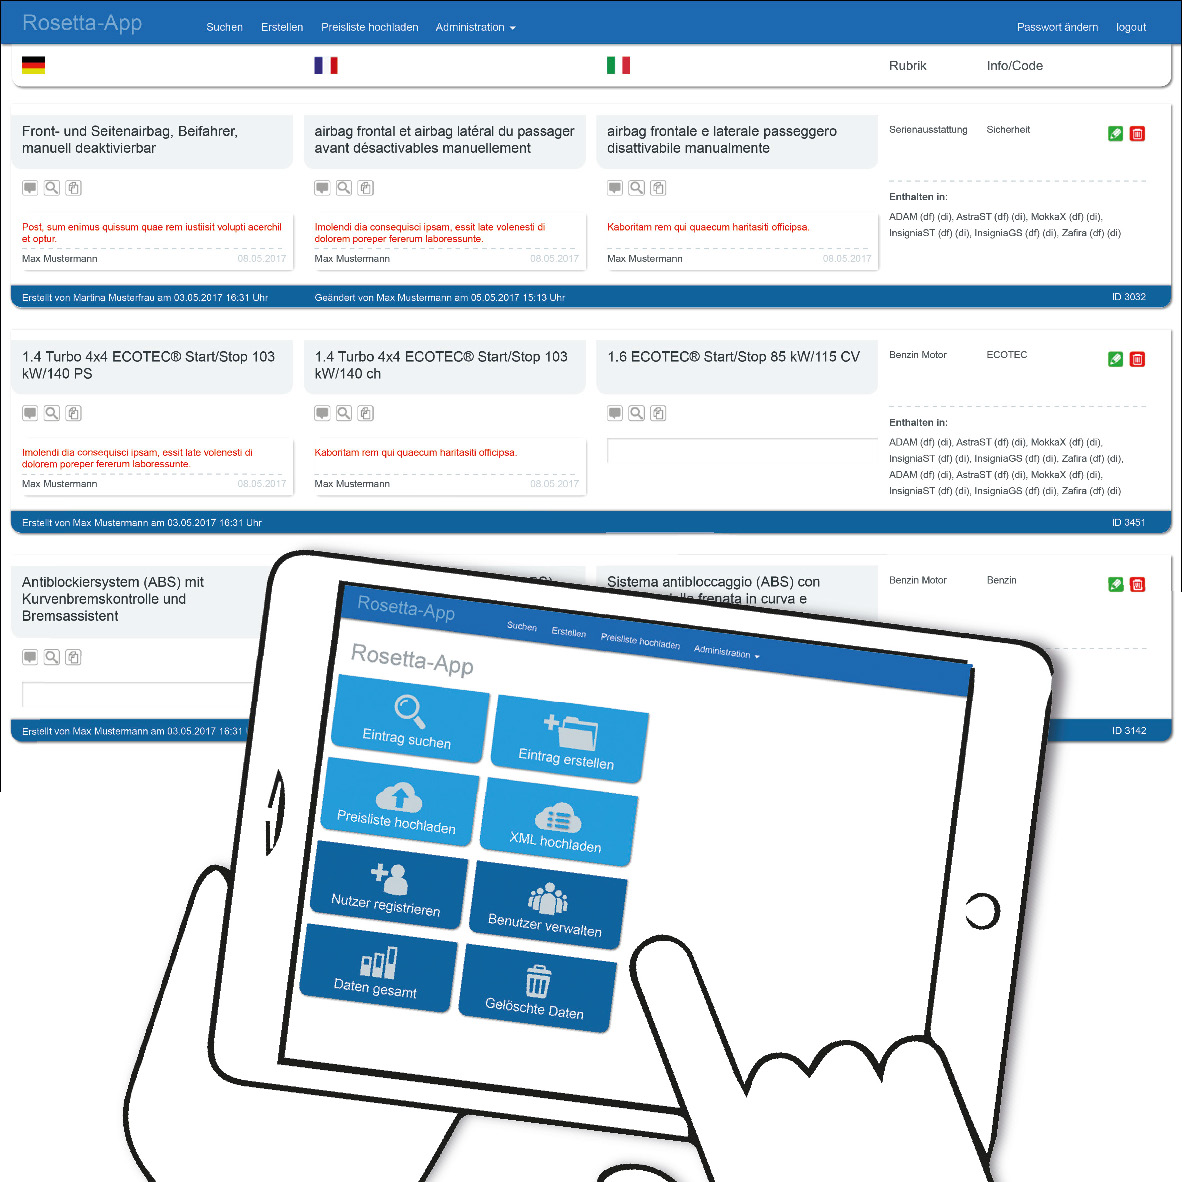 Rosetta-App
Suchen Erstellen Preisliste hochladen Administration
Passwort ändern logout
Rubrik Info/Code
Front- und Seitenairbag, Beifahrer,
manuell deaktivierbar
airbag frontal et airbag latéral du passager
avant désactivables manuellement
airbag frontale e laterale passeggero
disattivabile manualmente
Serienausstattung Sicherheit
Enthalten in:
ADAM (df) (di), AstraST (df) (di), MokkaX (df) (di),
InsigniaST (df) (di), InsigniaGS (df) (di), Zafira (df) (di)
Post, sum enimus quissum quae rem iustiisit volupti acerchil
et optur.
Max Mustermann 08.05.2017
Imolendi dia consequisci ipsam, essit late volenesti di
dolorem poreper fererum laboressunte.
Max Mustermann 08.05.2017
Kaboritam rem qui quaecum haritasiti officipsa.
Max Mustermann 08.05.2017
Erstellt von Martina Musterfrau am 03.05.2017 16:31 Uhr
Geändert von Max Mustermann am 05.05.2017 15:13 Uhr
ID 3032
1.4 Turbo 4x4 ECOTEC® Start/Stop 103
kW/140 PS
1.4 Turbo 4x4 ECOTEC® Start/Stop 103
kW/140 ch
1.6 ECOTEC® Start/Stop 85 kW/115 CV
Benzin Motor ECOTEC
Enthalten in:
ADAM (df) (di), AstraST (df) (di), MokkaX (df) (di),
InsigniaST (df) (di), InsigniaGS (df) (di), Zafira (df) (di),
ADAM (df) (di), AstraST (df) (di), MokkaX (df) (di),
InsigniaST (df) (di), InsigniaGS (df) (di), Zafira (df) (di)
Imolendi dia consequisci ipsam, essit late volenesti di
dolorem poreper fererum laboressunte.
Max Mustermann 08.05.2017
Kaboritam rem qui quaecum haritasiti officipsa.
Max Mustermann 08.05.2017
Erstellt von Max Mustermann am 03.05.2017 16:31 Uhr
ID 3451
Antiblockiersystem (ABS) mit
Kurvenbremskontrolle und
Bremsassistent
Sistema antibloccaggio (ABS) con
frenata in curva e
Benzin Motor Benzin
Erstellt von Max Mustermann am 03.05.2017 16:31
ID 3142
Rosetta-App
Suchen Erstellen Preisliste hochladen Administration
Rosetta-App
Eintrag suchen
Eintrag erstellen
Preisliste hochladen
XML hochladen
Nutzer registrieren
Benutzer verwalten
Daten gesamt
Gelöschte Daten